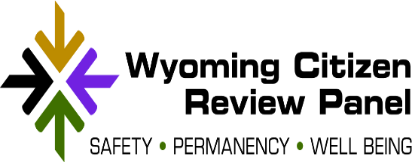 Wyoming Citizen
Review Panel
SAFETY • PERMANENCY • WELL BEING